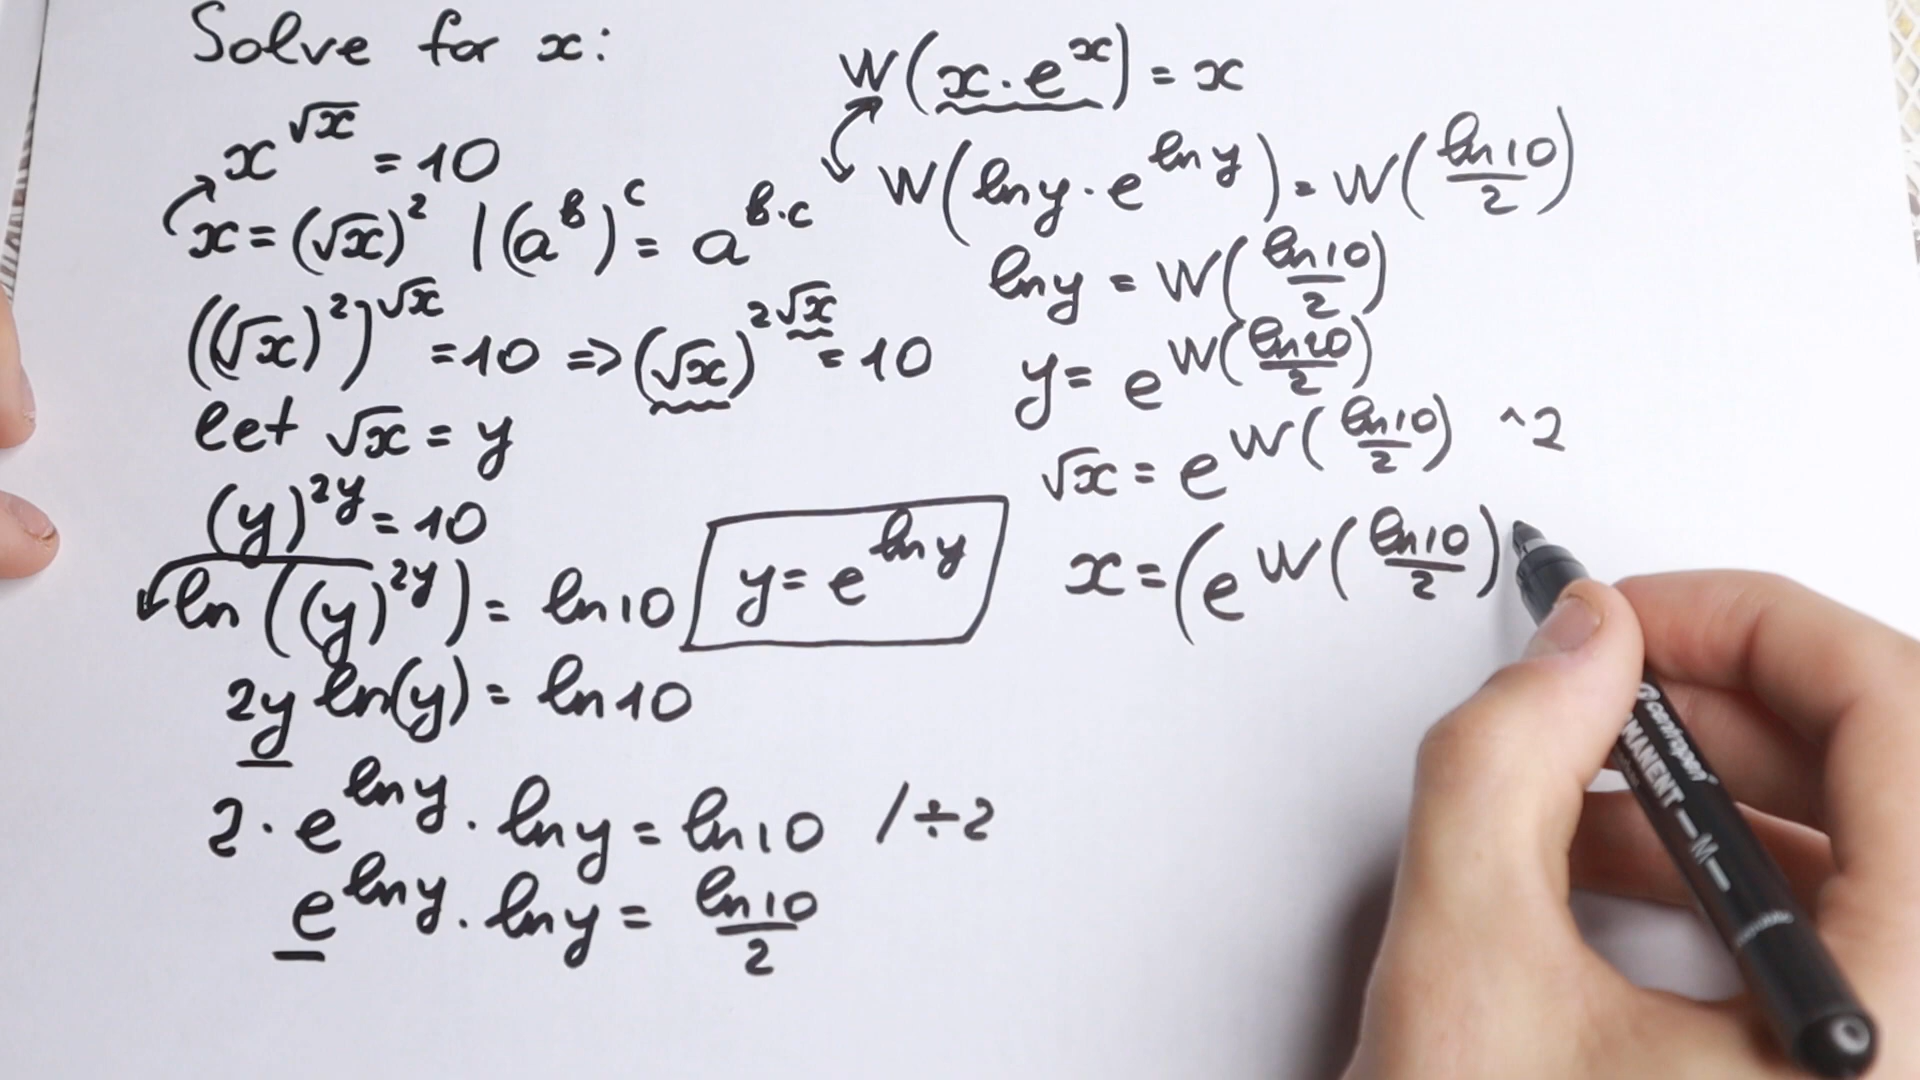 Solve for x:
x^√x = 10
x = (√x)² | (a^b)^c = a^(b·c)
((√x)²)^√x = 10 => (√x)^(2√x) = 10
let √x = y
(y)^(2y) = 10
ln((y)^(2y)) = ln10
2y ln(y) = ln10
2·e^(ln y)·ln y = ln10 /÷2
e^(ln y)·ln y = ln10/2
y = e^(ln y)
W(x·e^x) = x
W(ln y·e^(ln y)) = W(ln10/2)
ln y = W(ln10/2)
y = e^(W(ln10/2))
√x = e^(W(ln10/2)) ^2
x = (e^(W(ln10/2))
centropen
MANENT —M—